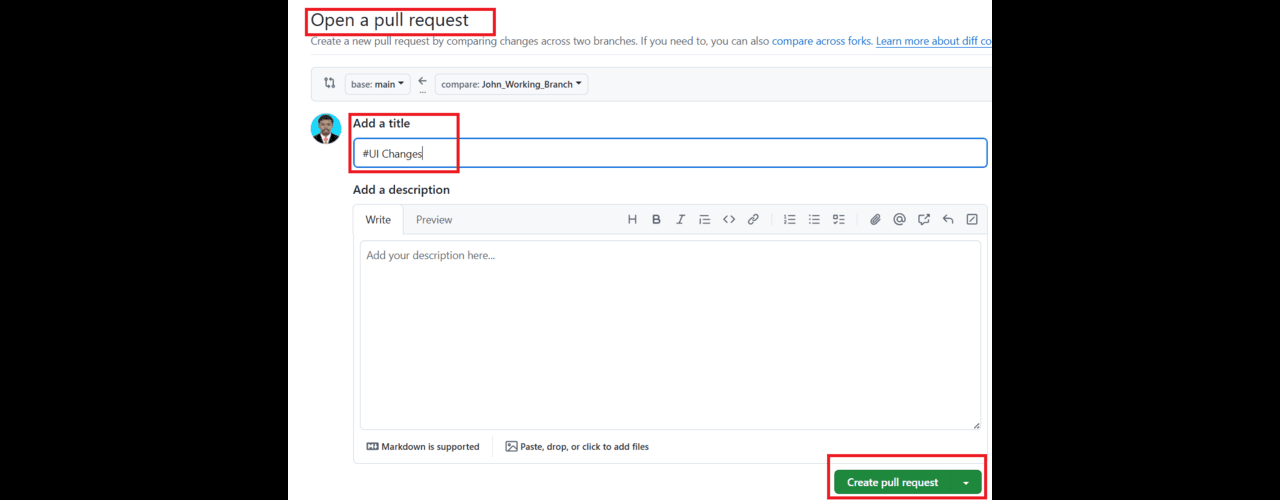 Open a pull request
Create a new pull request by comparing changes across two branches. If you need to, you can also compare across forks. Learn more about diff co
base: main compare: John_Working_Branch
Add a title
#UI Changes
Add a description
Write Preview
Add your description here...
Markdown is supported Paste, drop, or click to add files
Create pull request